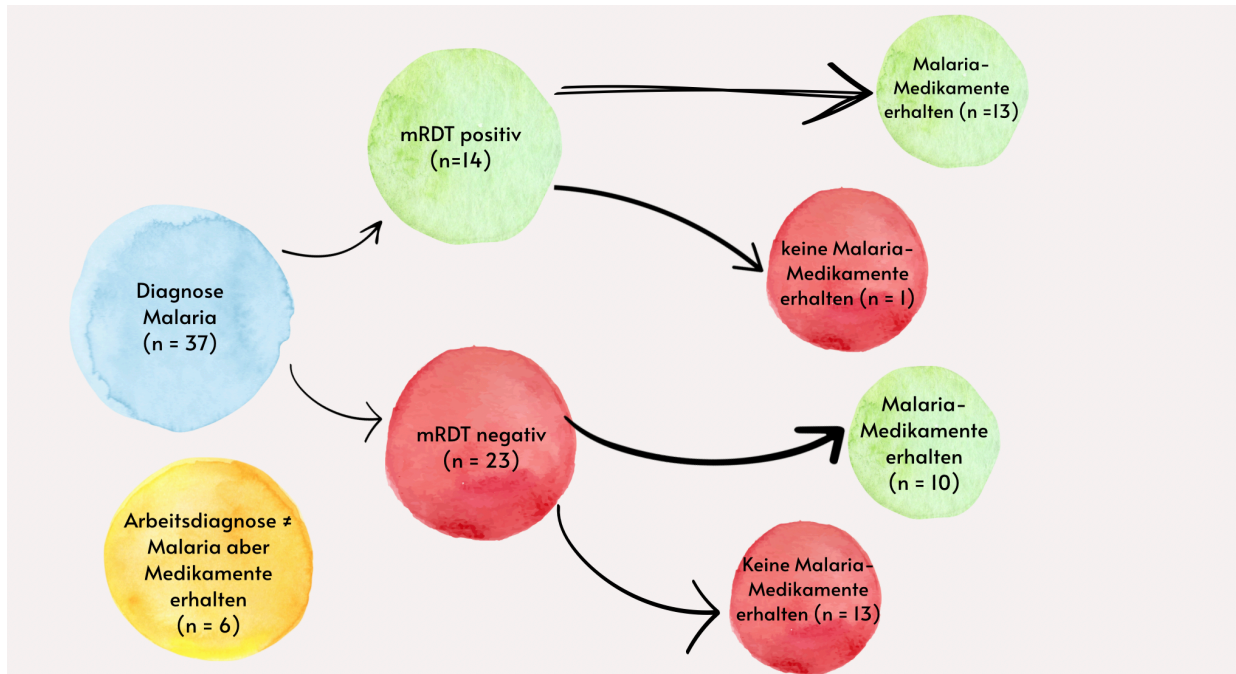 Malaria-
Medikamente
erhalten (n =13)
mRDT positiv
(n=14)
keine Malaria-
Medikamente
erhalten (n = 1)
Diagnose
Malaria
(n = 37)
Malaria-
Medikamente
erhalten
(n = 10)
mRDT negativ
(n = 23)
Arbeitsdiagnose ≠
Malaria aber
Medikamente
erhalten
(n = 6)
Keine Malaria-
Medikamente
erhalten (n = 13)